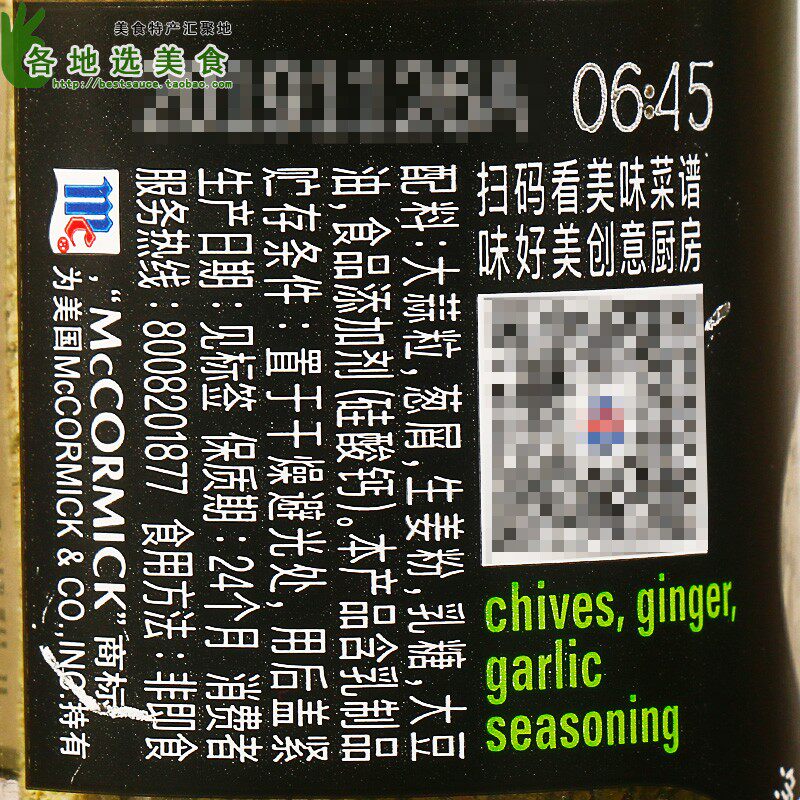 美食特产汇聚地
各地选美食
http://bestsauce.taobao.com
06:45
扫码看美味菜谱
味好美创意厨房
chives, ginger,
garlic
seasoning
配料:大蒜粒,葱屑,生姜粉,乳糖,大豆
油,食品添加剂(硅酸钙)。本产品含乳制品
贮存条件:置于干燥避光处,用后盖紧
生产日期:见标签 保质期:24个月 消费者
服务热线:8008201877 食用方法:非即食
mc
,“MCCORMICK”商标
为美国MCCORMICK & CO.,INC.持有